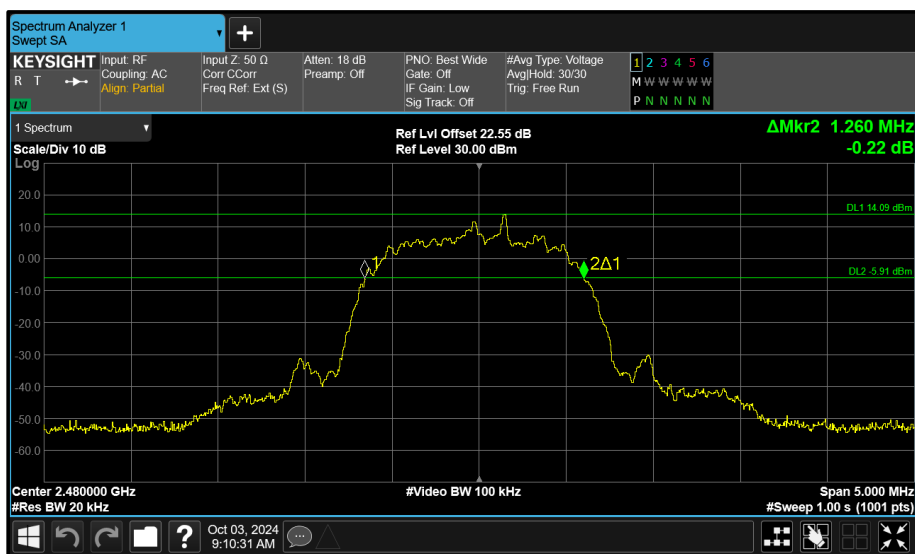 Spectrum Analyzer 1
Swept SA
+
KEYSIGHT
R T
LXI
Input: RF
Coupling: AC
Align: Partial
Input Z: 50 Ω
Corr CCorr
Freq Ref: Ext (S)
Atten: 18 dB
Preamp: Off
PNO: Best Wide
Gate: Off
IF Gain: Low
Sig Track: Off
#Avg Type: Voltage
Avg|Hold: 30/30
Trig: Free Run
1 2 3 4 5 6
M W W W W W
P N N N N N
1 Spectrum
Scale/Div 10 dB
Log
Ref Lvl Offset 22.55 dB
Ref Level 30.00 dBm
ΔMkr2 1.260 MHz
-0.22 dB
20.0
10.0
0.00
-10.0
-20.0
-30.0
-40.0
-50.0
-60.0
DL1 14.09 dBm
1
2Δ1
DL2 -5.91 dBm
Center 2.480000 GHz
#Res BW 20 kHz
#Video BW 100 kHz
Span 5.000 MHz
#Sweep 1.00 s (1001 pts)
?
Oct 03, 2024
9:10:31 AM